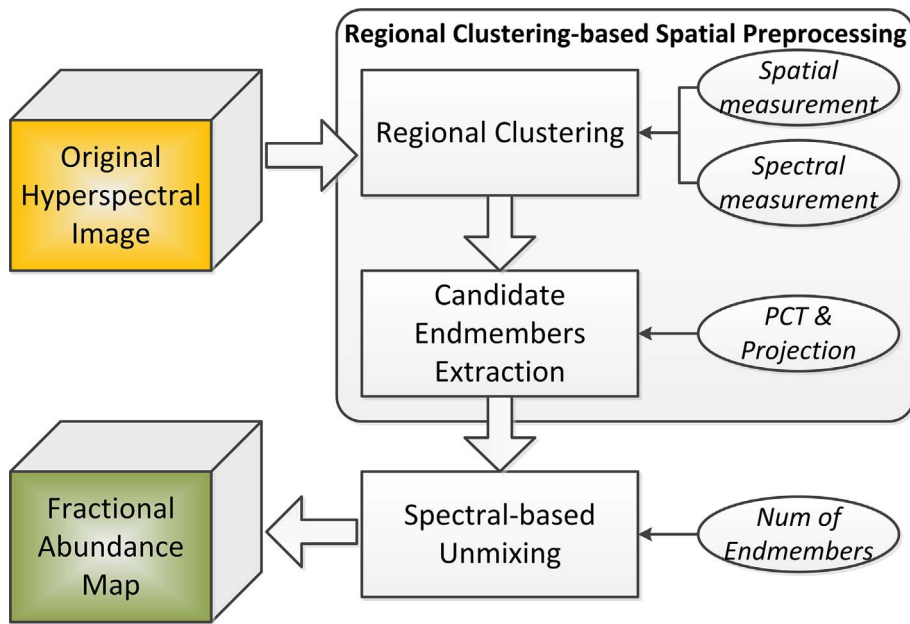 Regional Clustering-based Spatial Preprocessing
Original
Hyperspectral
Image
Regional Clustering
Spatial
measurement
Spectral
measurement
Candidate
Endmembers
Extraction
PCT &
Projection
Fractional
Abundance
Map
Spectral-based
Unmixing
Num of
Endmembers